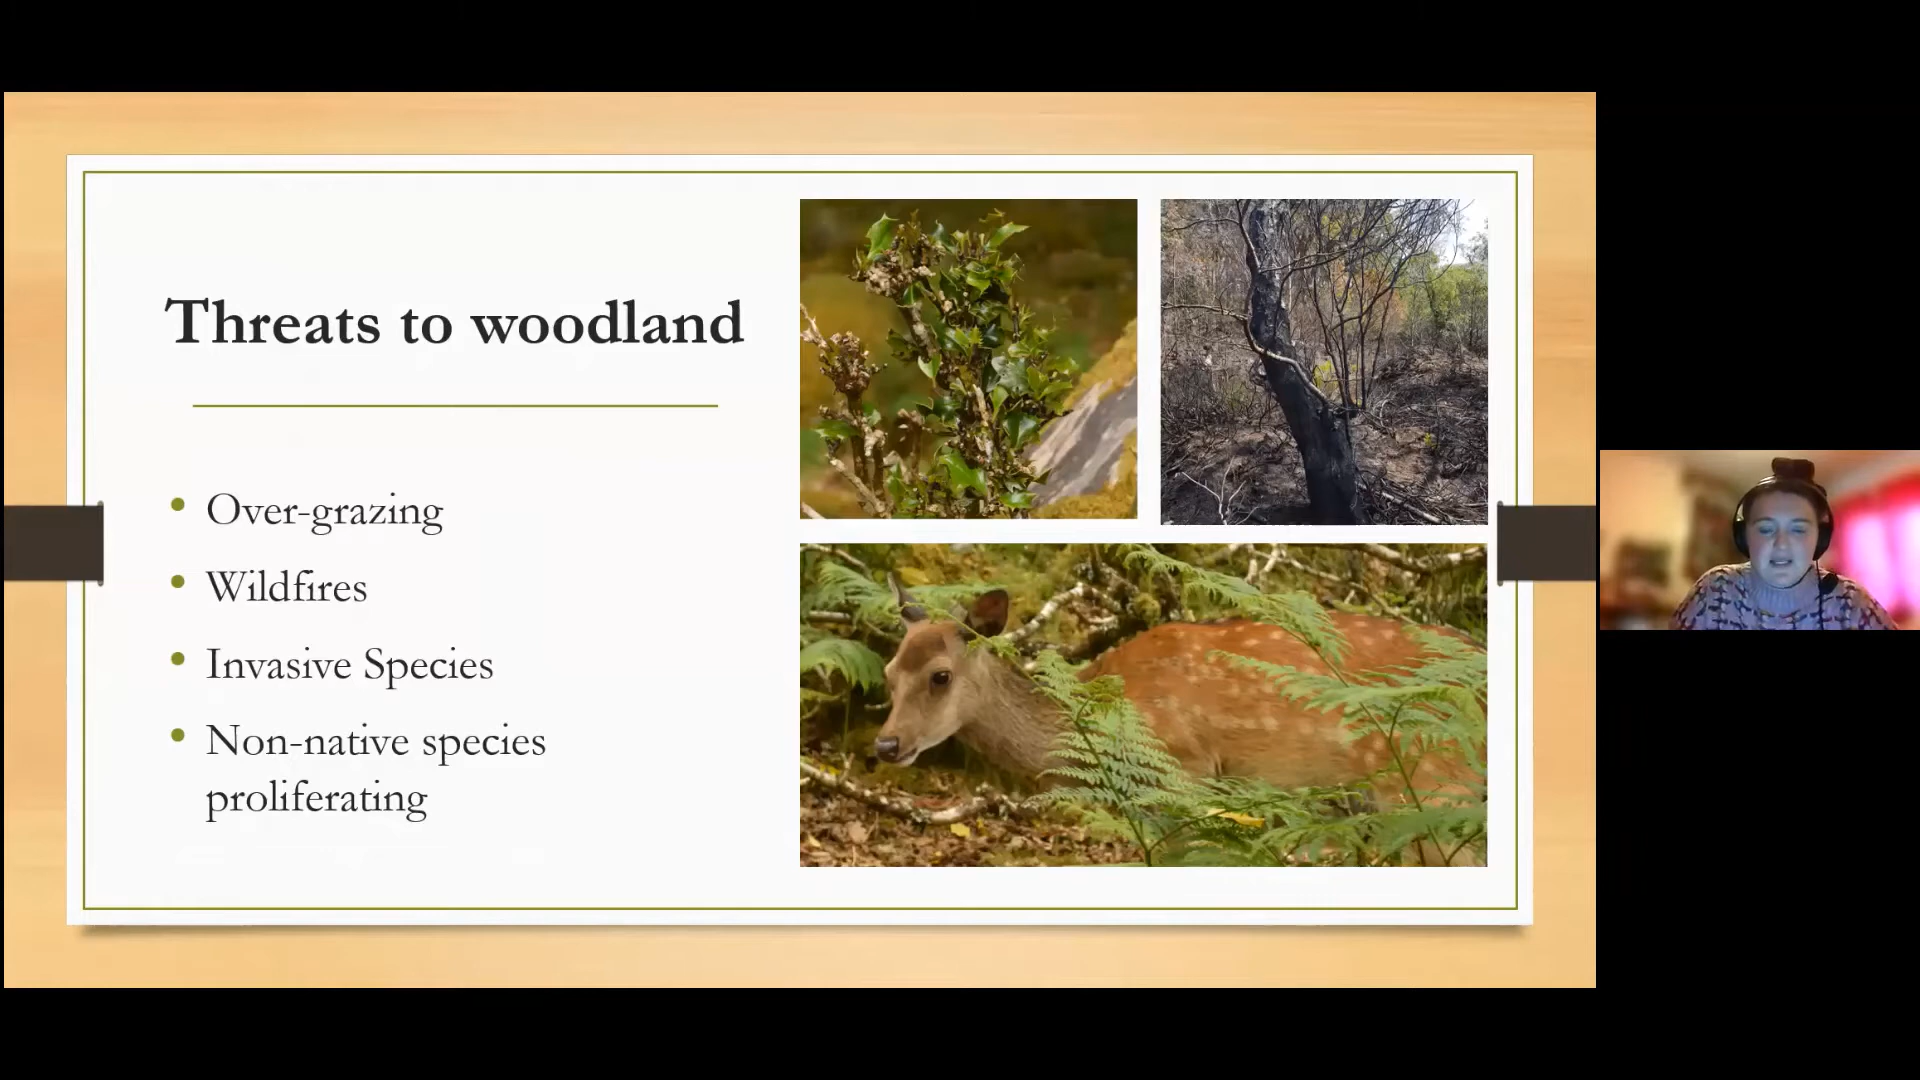 Threats to woodland
Over-grazing
Wildfires
Invasive Species
Non-native species
proliferating